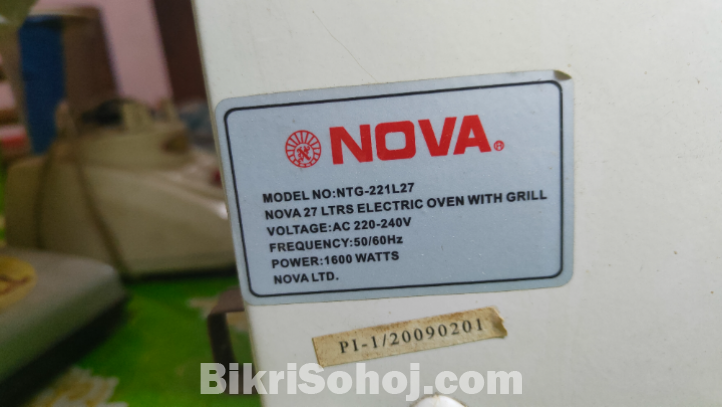 NOVA®
MODEL NO:NTG-221L27
NOVA 27 LTRS ELECTRIC OVEN WITH GRILL
VOLTAGE:AC 220-240V
FREQUENCY:50/60Hz
POWER:1600 WATTS
NOVA LTD.
PI-1/20090201
BikriSohoj.com